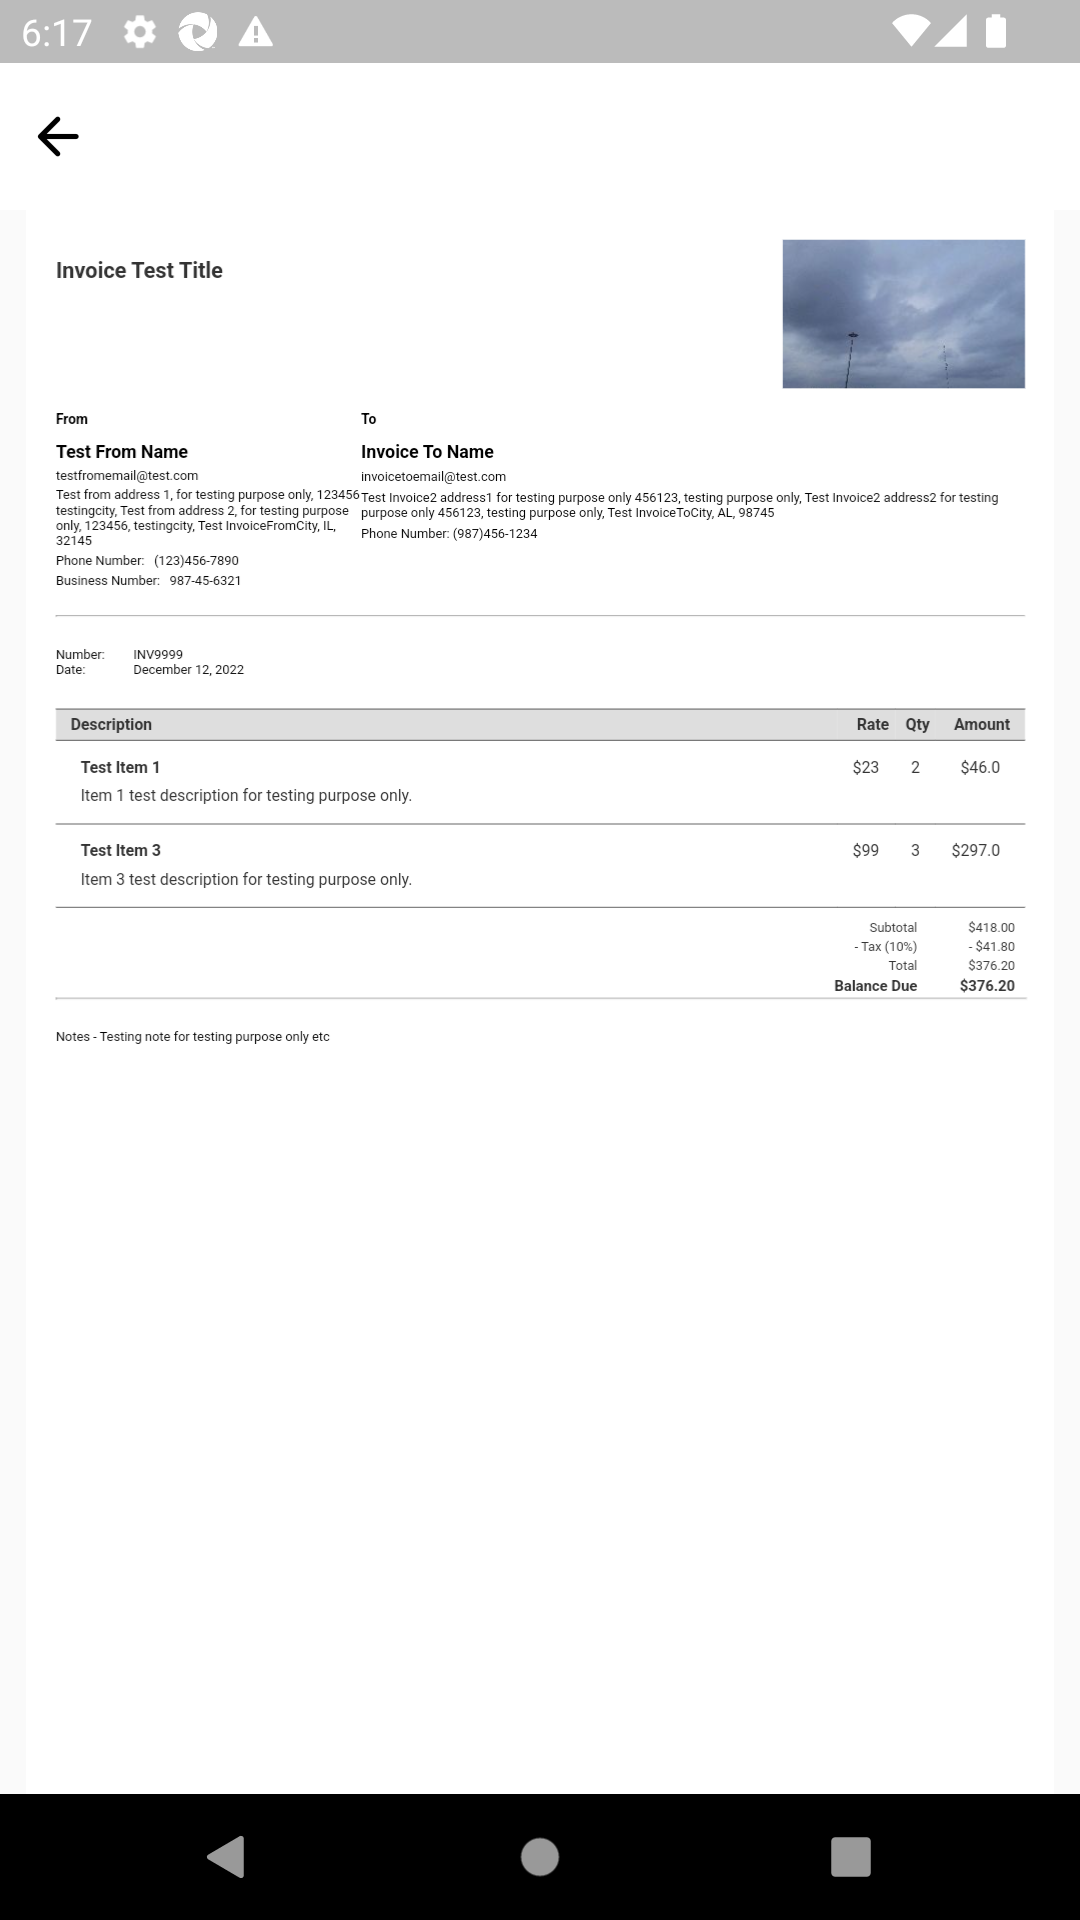 6:17
Invoice Test Title
From
Test From Name
testfromemail@test.com
Test from address 1, for testing purpose only, 123456
testingcity, Test from address 2, for testing purpose
only, 123456, testingcity, Test InvoiceFromCity, IL,
32145
Phone Number: (123)456-7890
Business Number: 987-45-6321
To
Invoice To Name
invoicetoemail@test.com
Test Invoice2 address1 for testing purpose only 456123, testing purpose only, Test Invoice2 address2 for testing
purpose only 456123, testing purpose only, Test InvoiceToCity, AL, 98745
Phone Number: (987)456-1234
Number: INV9999
Date: December 12, 2022
Description Rate Qty Amount
Test Item 1 $23 2 $46.0
Item 1 test description for testing purpose only.
Test Item 3 $99 3 $297.0
Item 3 test description for testing purpose only.
Subtotal $418.00
- Tax (10%) - $41.80
Total $376.20
Balance Due $376.20
Notes - Testing note for testing purpose only etc